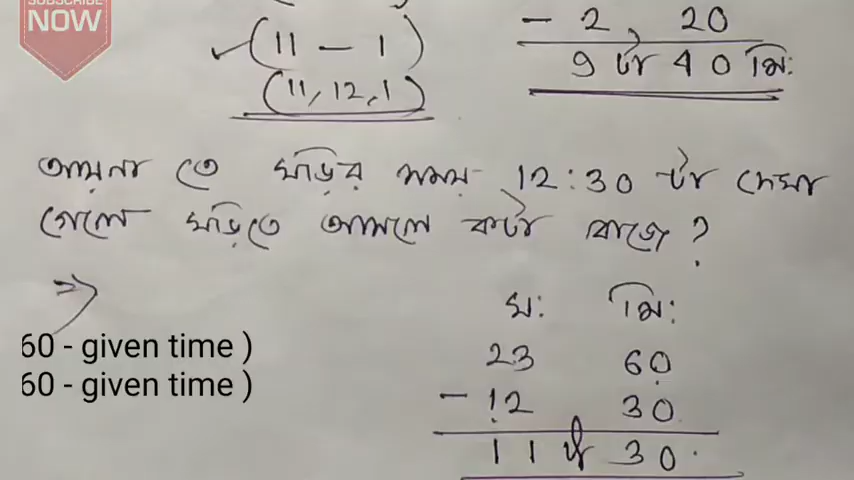 SUBSCRIBE
NOW
(11 – 1)
(11, 12, 1)
– 2, 20
9 টা 40 মি:
আয়না তে ঘড়ির সময় 12:30 টা দেখা
গেলে ঘড়িতে আসলে কটা বাজে ?
=>
60 - given time )
60 - given time )
ঘ: মি:
23 60
– 12 30
11 টা 30